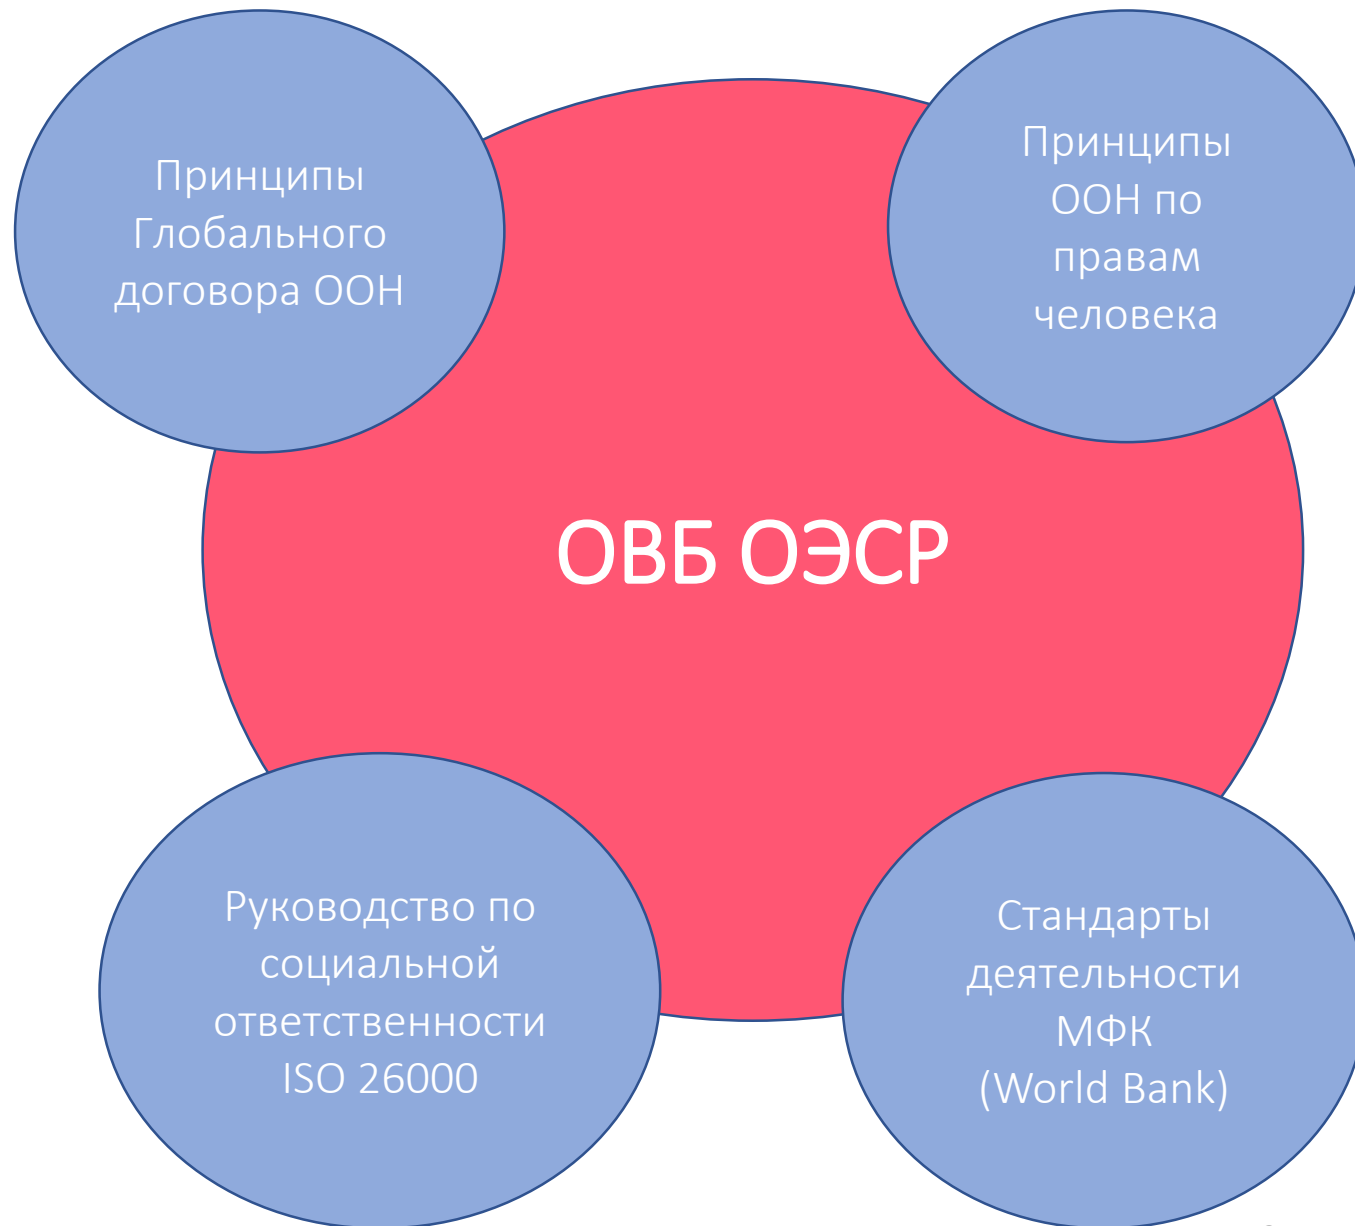 Принципы
Глобального
договора ООН
Принципы
ООН по
правам
человека
ОВБ ОЭСР
Руководство по
социальной
ответственности
ISO 26000
Стандарты
деятельности
МФК
(World Bank)